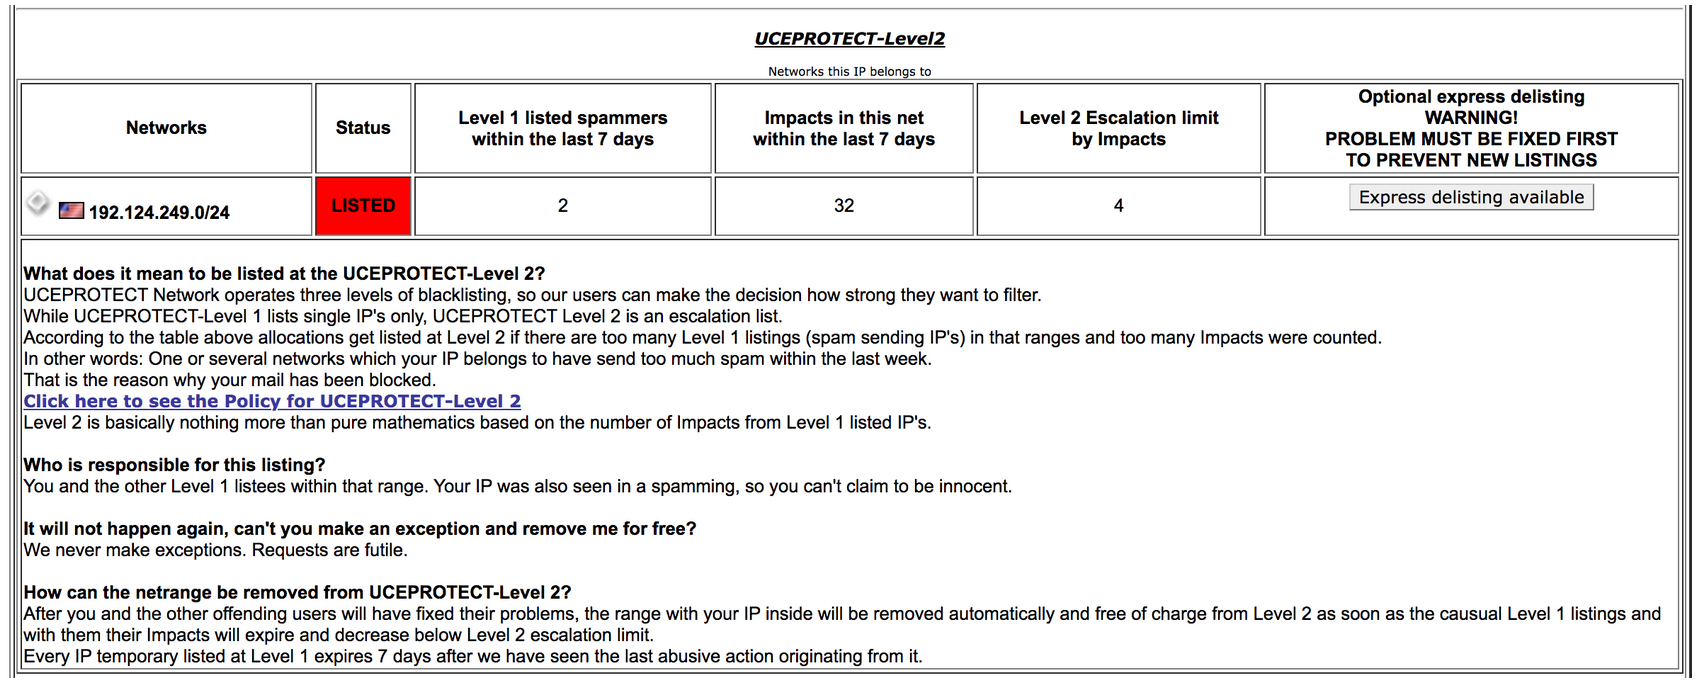 UCEPROTECT-Level2
Networks this IP belongs to
Networks
Status
Level 1 listed spammers
within the last 7 days
Impacts in this net
within the last 7 days
Level 2 Escalation limit
by Impacts
Optional express delisting
WARNING!
PROBLEM MUST BE FIXED FIRST
TO PREVENT NEW LISTINGS
192.124.249.0/24
LISTED
2
32
4
Express delisting available
What does it mean to be listed at the UCEPROTECT-Level 2?
UCEPROTECT Network operates three levels of blacklisting, so our users can make the decision how strong they want to filter.
While UCEPROTECT-Level 1 lists single IP's only, UCEPROTECT Level 2 is an escalation list.
According to the table above allocations get listed at Level 2 if there are too many Level 1 listings (spam sending IP's) in that ranges and too many Impacts were counted.
In other words: One or several networks which your IP belongs to have send too much spam within the last week.
That is the reason why your mail has been blocked.
Click here to see the Policy for UCEPROTECT-Level 2
Level 2 is basically nothing more than pure mathematics based on the number of Impacts from Level 1 listed IP's.
Who is responsible for this listing?
You and the other Level 1 listees within that range. Your IP was also seen in a spamming, so you can't claim to be innocent.
It will not happen again, can't you make an exception and remove me for free?
We never make exceptions. Requests are futile.
How can the netrange be removed from UCEPROTECT-Level 2?
After you and the other offending users will have fixed their problems, the range with your IP inside will be removed automatically and free of charge from Level 2 as soon as the causual Level 1 listings and
with them their Impacts will expire and decrease below Level 2 escalation limit.
Every IP temporary listed at Level 1 expires 7 days after we have seen the last abusive action originating from it.